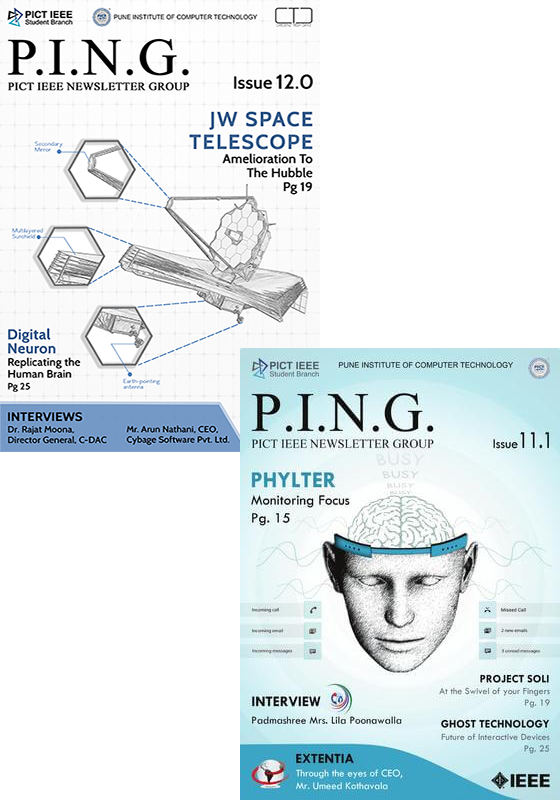 PICT IEEE
Student Branch
PUNE INSTITUTE OF COMPUTER TECHNOLOGY
P.I.N.G.
PICT IEEE NEWSLETTER GROUP
Issue 12.0
JW SPACE
TELESCOPE
Amelioration To
The Hubble
Pg 19
Secondary
Mirror
Multilayered
Sunshield
Earth-pointing
antenna
Digital
Neuron
Replicating the
Human Brain
Pg 25
INTERVIEWS
Dr. Rajat Moona,
Director General, C-DAC
Mr. Arun Nathani, CEO,
Cybage Software Pvt. Ltd.
PICT IEEE
Student Branch
PUNE INSTITUTE OF COMPUTER TECHNOLOGY
P.I.N.G.
PICT IEEE NEWSLETTER GROUP
Issue 11.1
BUSY
BUSY
BUSY
BUSY
PHYLTER
Monitoring Focus
Pg. 15
Incoming call
Incoming email
Incoming messages
Missed Call
2 new emails
3 unread messages
PROJECT SOLI
At the Swivel of your Fingers
Pg. 19
INTERVIEW
Padmashree Mrs. Lila Poonawalla
GHOST TECHNOLOGY
Future of Interactive Devices
Pg. 25
EXTENTIA
Through the eyes of CEO,
Mr. Umeed Kothavala
IEEE